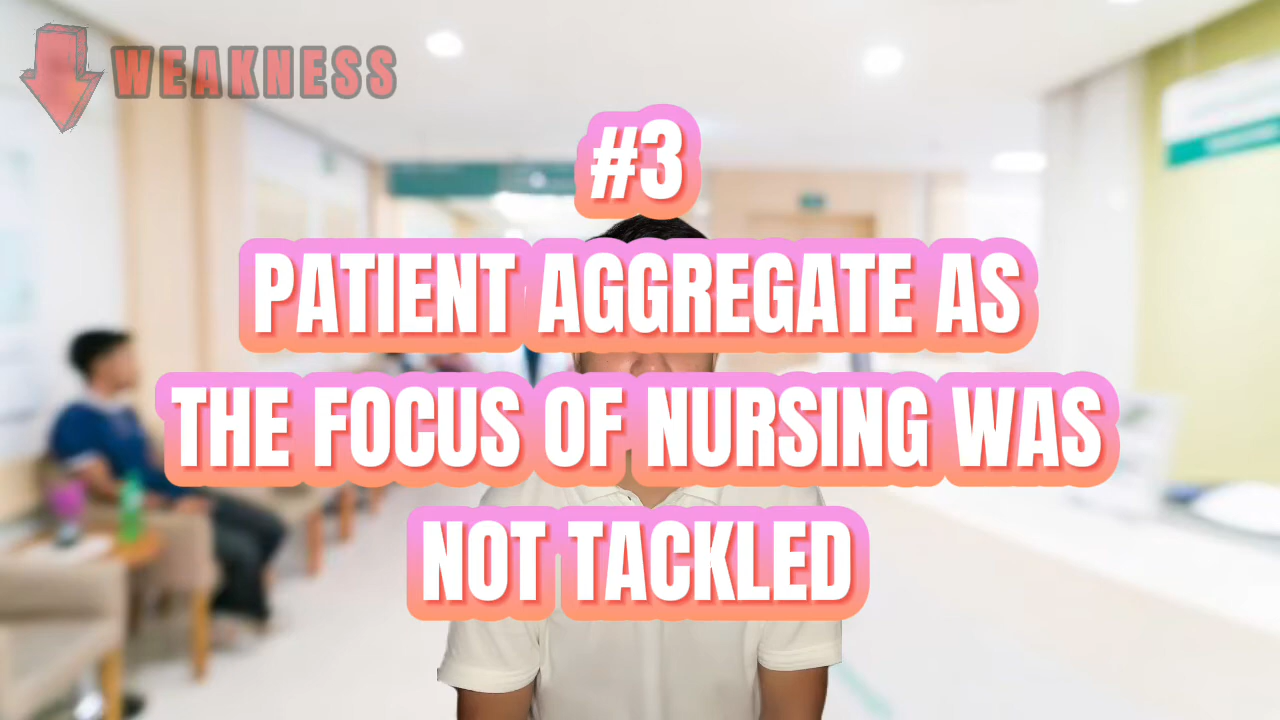 WEAKNESS
#3
PATIENT AGGREGATE AS
THE FOCUS OF NURSING WAS
NOT TACKLED